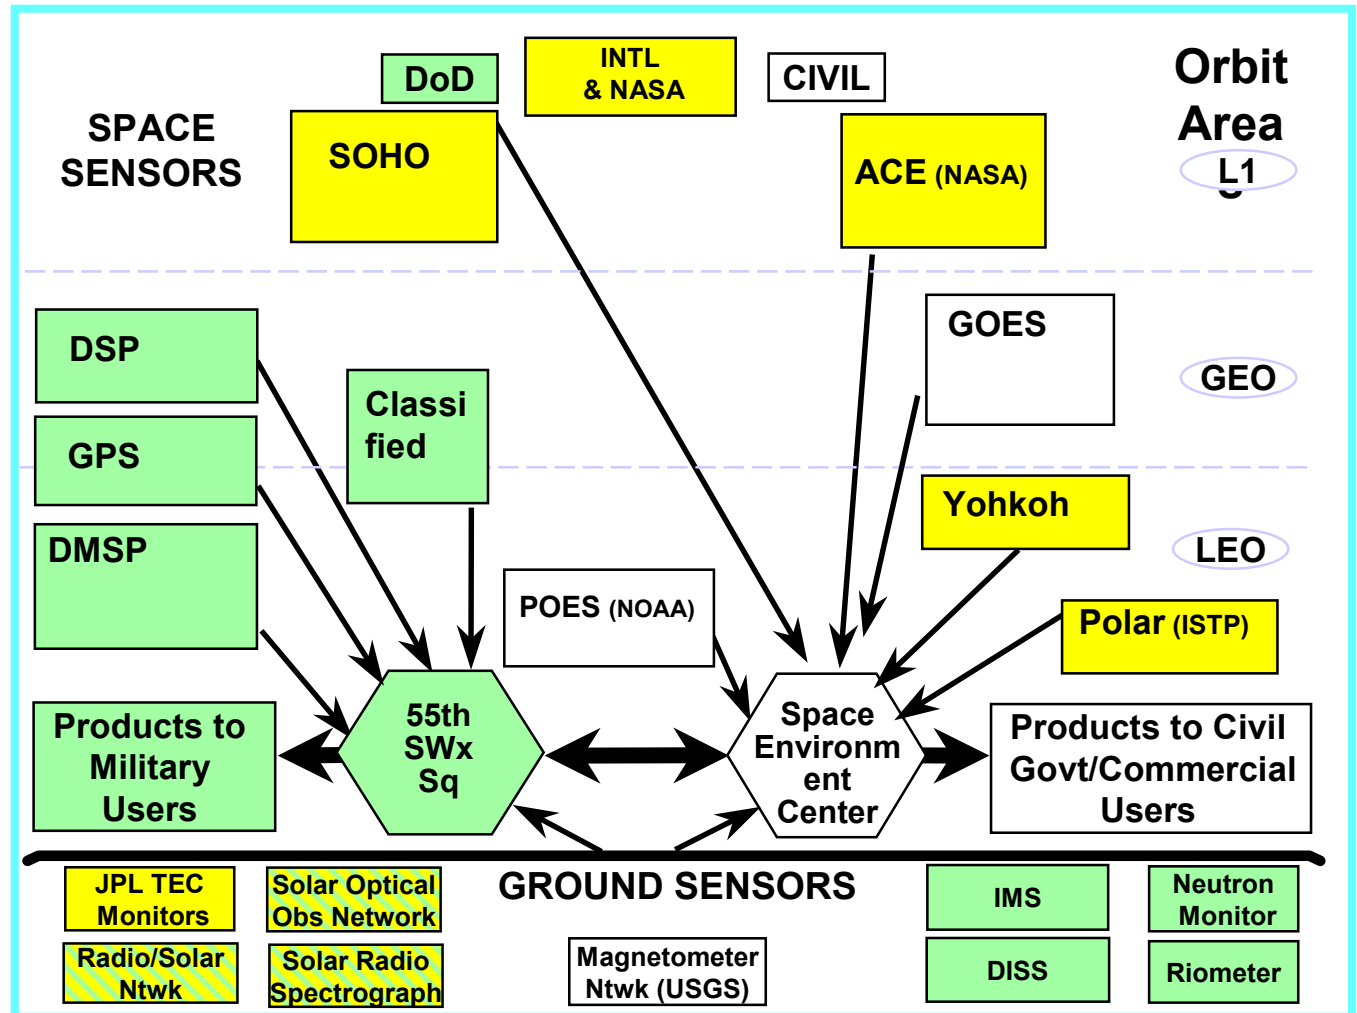 DoD
INTL
& NASA
CIVIL
Orbit
Area
SPACE
SENSORS
SOHO
ACE (NASA)
L1
DSP
GOES
Classi
fied
GEO
GPS
Yohkoh
DMSP
LEO
POES (NOAA)
Polar (ISTP)
Products to
Military
Users
55th
SWx
Sq
Space
Environm
ent
Center
Products to Civil
Govt/Commercial
Users
GROUND SENSORS
JPL TEC
Monitors
Solar Optical
Obs Network
IMS
Neutron
Monitor
Radio/Solar
Ntwk
Solar Radio
Spectrograph
Magnetometer
Ntwk (USGS)
DISS
Riometer